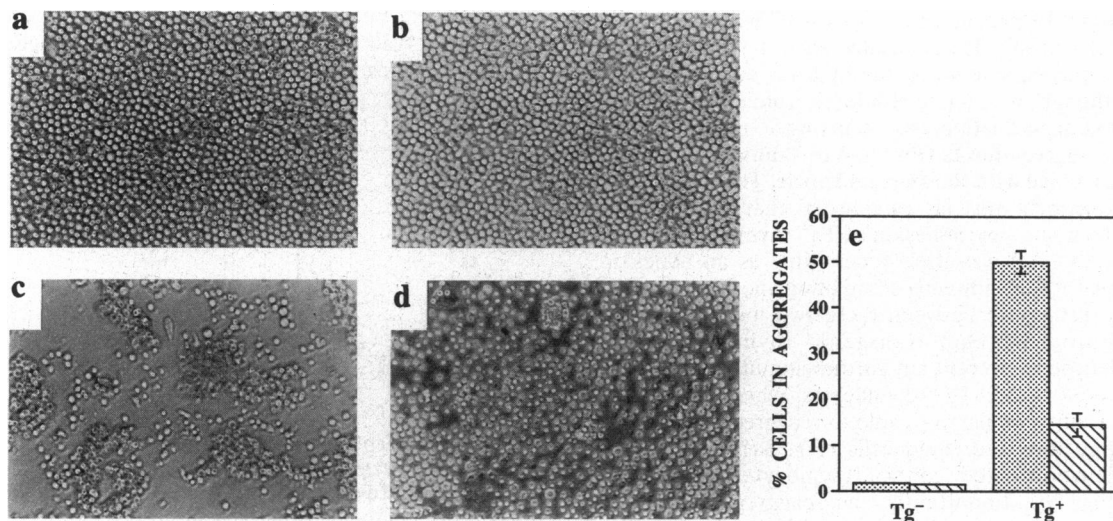 a
b
c
d
e
% CELLS IN AGGREGATES
60
50
40
30
20
10
0
Tg⁻
Tg⁺